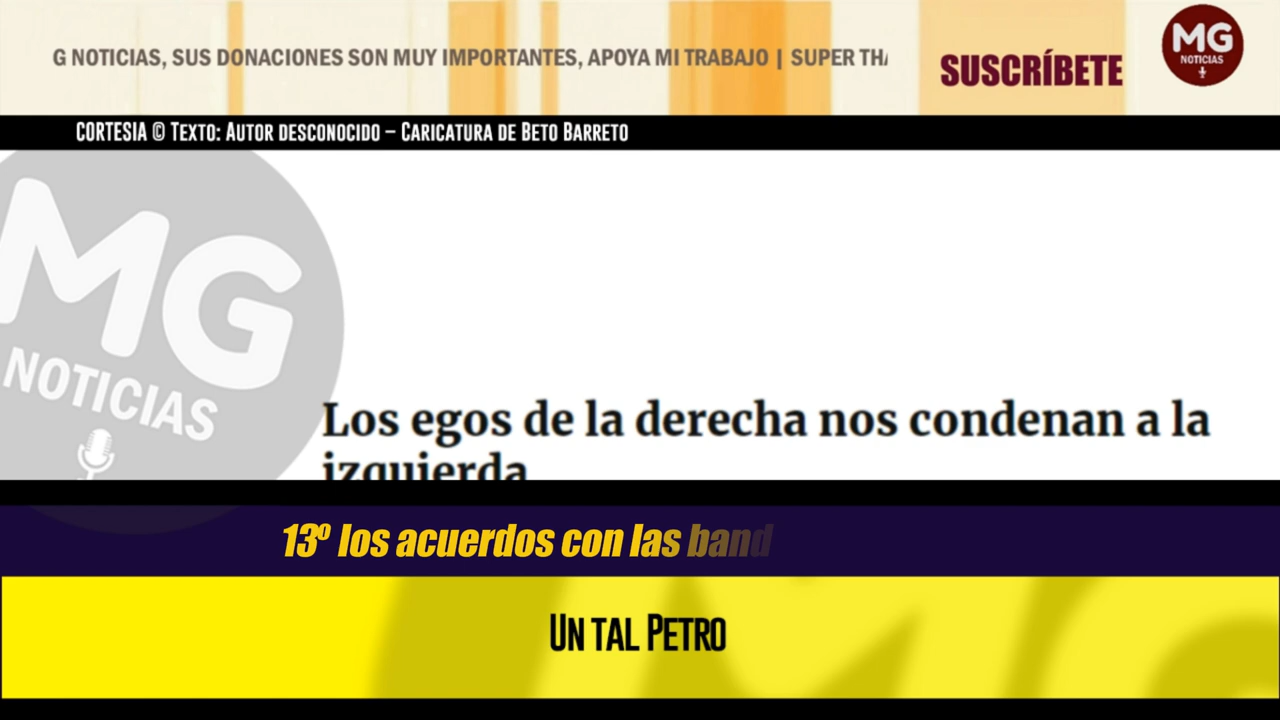 G NOTICIAS, SUS DONACIONES SON MUY IMPORTANTES, APOYA MI TRABAJO | SUPER
SUSCRÍBETE
MG
NOTICIAS
CORTESIA © TEXTO: AUTOR DESCONOCIDO – CARICATURA DE BETO BARRETO
MG
NOTICIAS
Los egos de la derecha nos condenan a la
izquierda
13º los acuerdos con las band
UN TAL PETRO